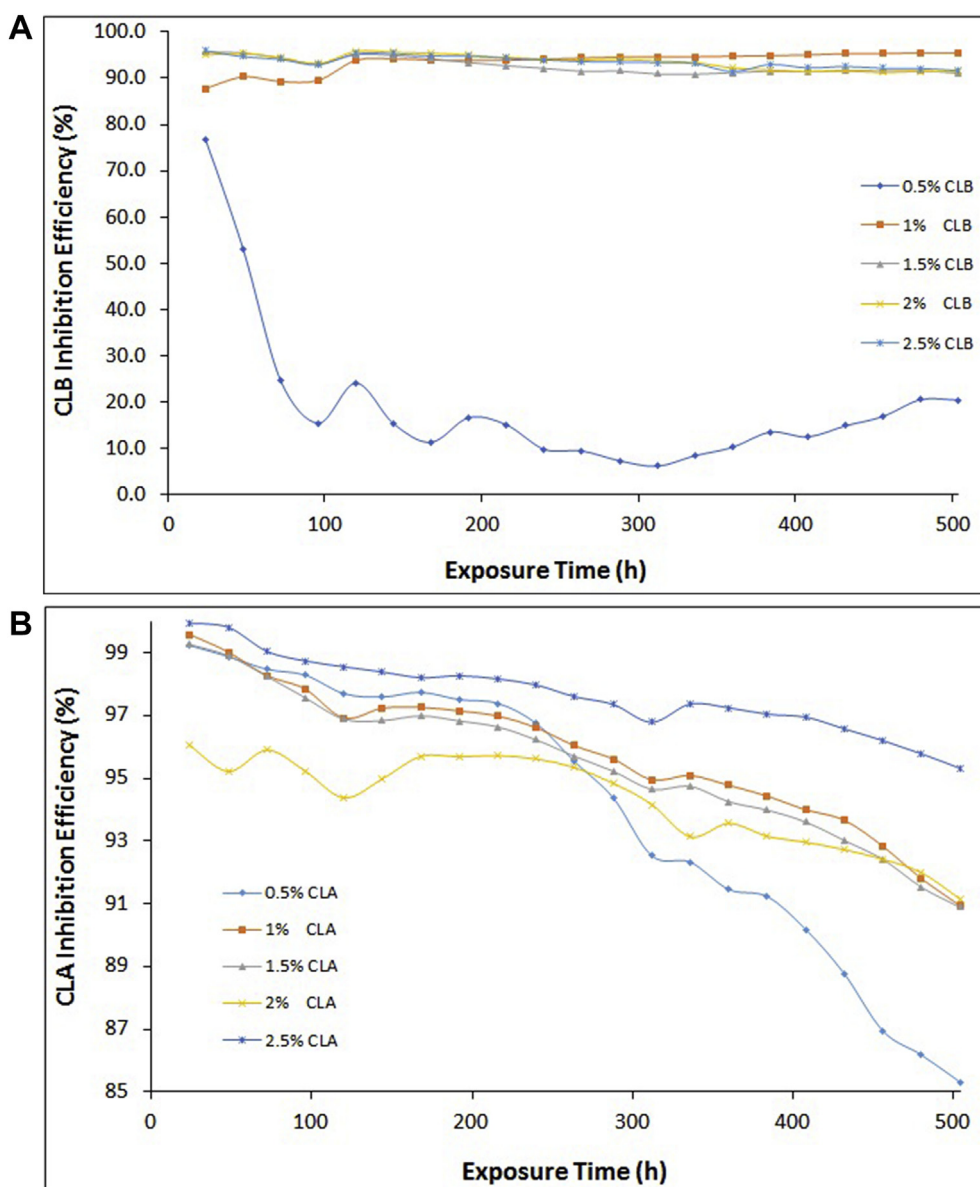 A
100.0
90.0
80.0
70.0
60.0
50.0
40.0
30.0
20.0
10.0
0.0
CLB Inhibition Efficiency (%)
0 100 200 300 400 500
Exposure Time (h)
0.5% CLB
1% CLB
1.5% CLB
2% CLB
2.5% CLB
B
99
97
95
93
91
89
87
85
CLA Inhibition Efficiency (%)
0.5% CLA
1% CLA
1.5% CLA
2% CLA
2.5% CLA
0 100 200 300 400 500
Exposure Time (h)